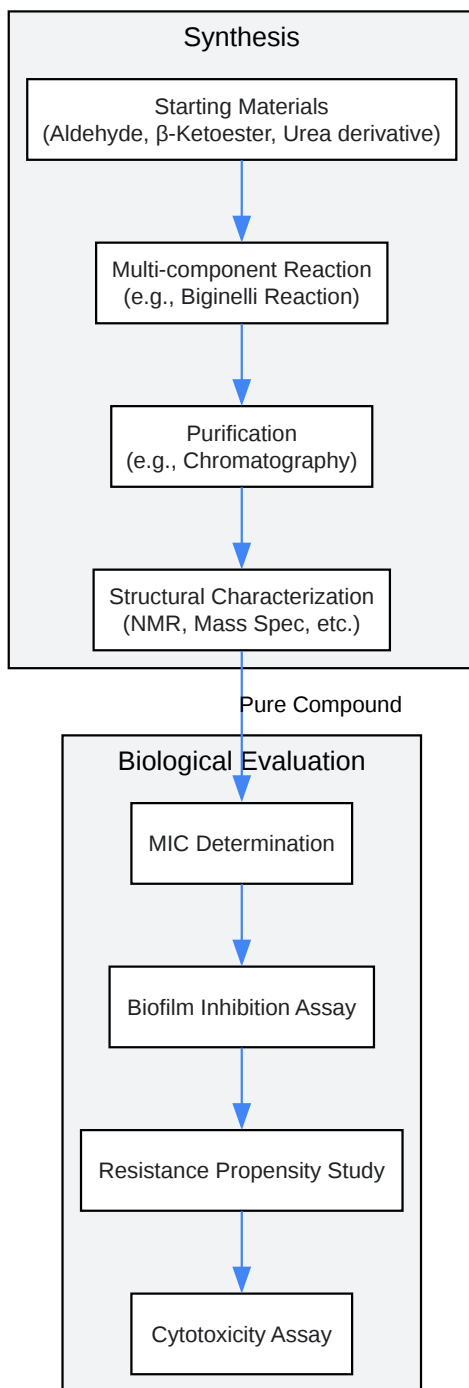 Synthesis
Starting Materials
(Aldehyde, β-Ketoester, Urea derivative)
Multi-component Reaction
(e.g., Biginelli Reaction)
Purification
(e.g., Chromatography)
Structural Characterization
(NMR, Mass Spec, etc.)
Pure Compound
Biological Evaluation
MIC Determination
Biofilm Inhibition Assay
Resistance Propensity Study
Cytotoxicity Assay